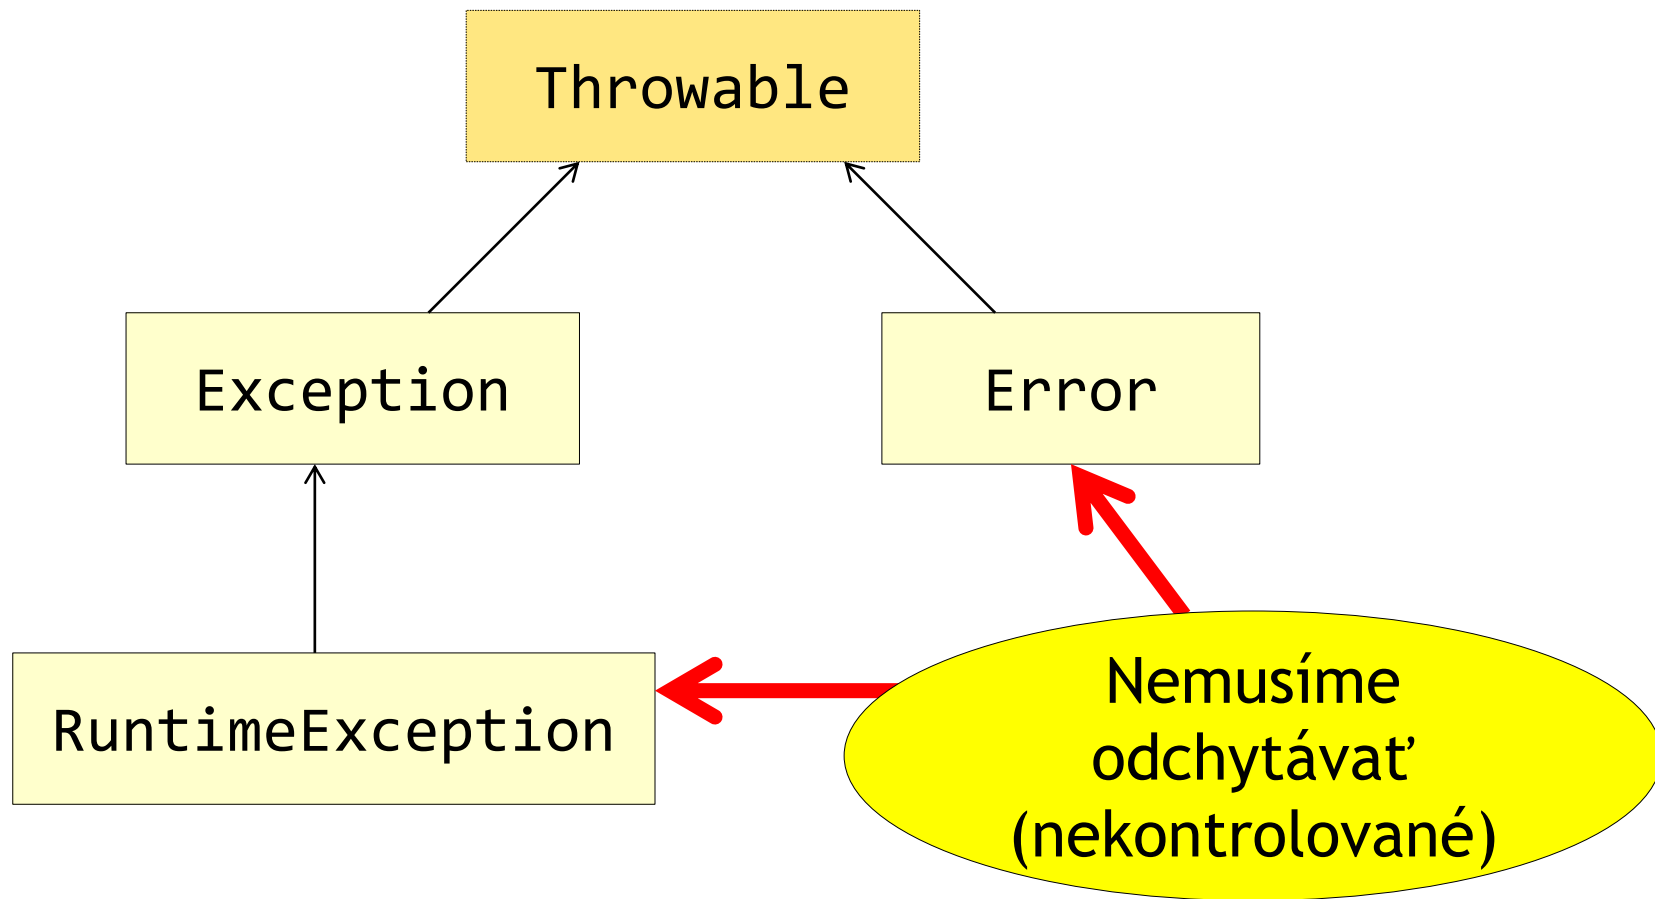 Throwable
Exception
Error
RuntimeException
Nemusíme
odchytávať
(nekontrolované)